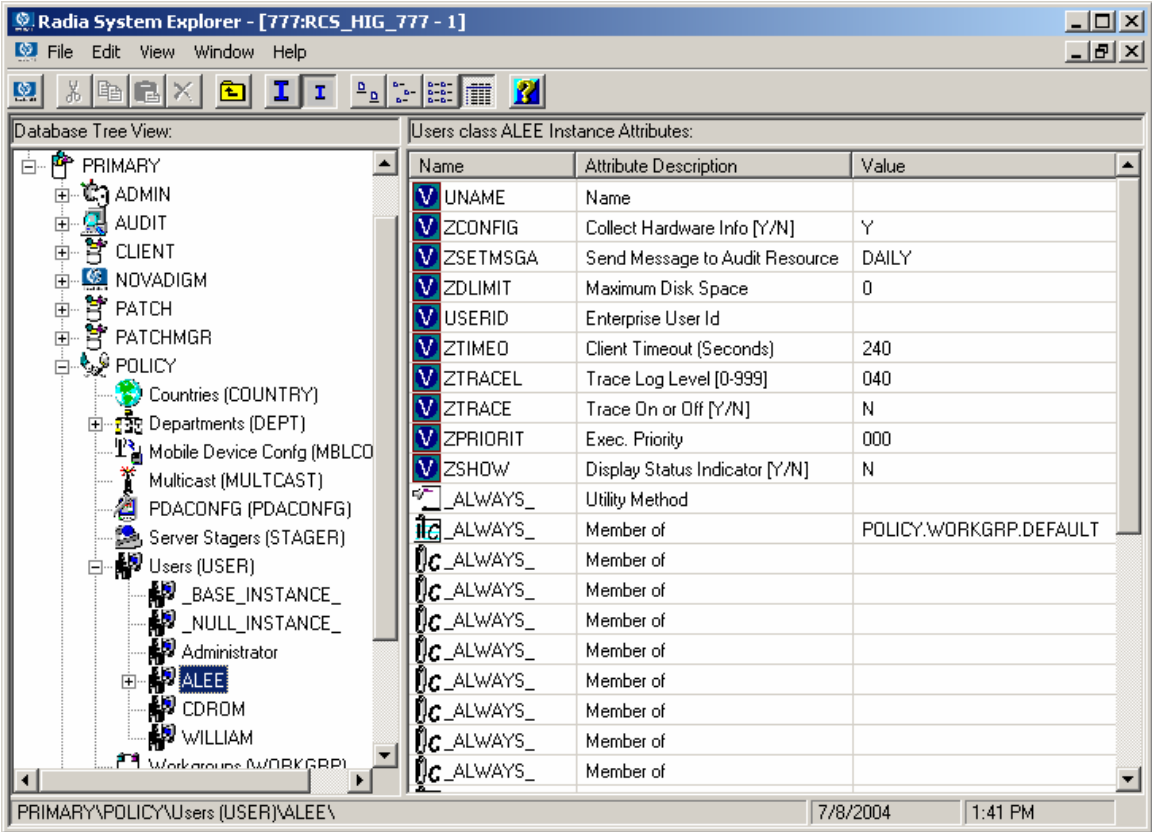 Radia System Explorer - [777:RCS_HIG_777 - 1]
File Edit View Window Help
Database Tree View:
Users class ALEE Instance Attributes:
PRIMARY
ADMIN
AUDIT
CLIENT
NOVADIGM
PATCH
PATCHMGR
POLICY
Countries (COUNTRY)
Departments (DEPT)
Mobile Device Confg (MBLCO
Multicast (MULTCAST)
PDACONFG (PDACONFG)
Server Stagers (STAGER)
Users (USER)
_BASE_INSTANCE_
_NULL_INSTANCE_
Administrator
ALEE
CDROM
WILLIAM
Workgroups (WORKGRP)
Name Attribute Description Value
V UNAME Name
V ZCONFIG Collect Hardware Info [Y/N] Y
V ZSETMSGA Send Message to Audit Resource DAILY
V ZDLIMIT Maximum Disk Space 0
V USERID Enterprise User Id
V ZTIMEO Client Timeout (Seconds) 240
V ZTRACEL Trace Log Level [0-999] 040
V ZTRACE Trace On or Off [Y/N] N
V ZPRIORIT Exec. Priority 000
V ZSHOW Display Status Indicator [Y/N] N
_ALWAYS_ Utility Method
_ALWAYS_ Member of POLICY.WORKGRP.DEFAULT
_ALWAYS_ Member of
_ALWAYS_ Member of
_ALWAYS_ Member of
_ALWAYS_ Member of
_ALWAYS_ Member of
_ALWAYS_ Member of
_ALWAYS_ Member of
_ALWAYS_ Member of
PRIMARY\POLICY\Users (USER)\ALEE\ 7/8/2004 1:41 PM